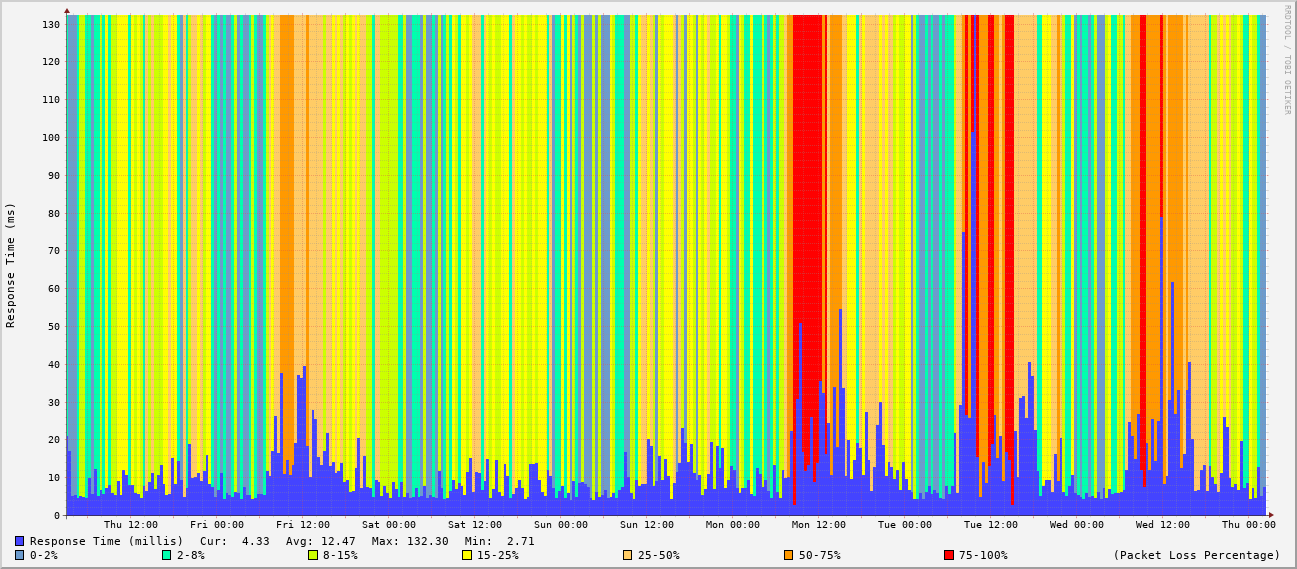 RRDTOOL / TOBI OETIKER
Response Time (ms)
130
120
110
100
90
80
70
60
50
40
30
20
10
0
Thu 12:00 Fri 00:00 Fri 12:00 Sat 00:00 Sat 12:00 Sun 00:00 Sun 12:00 Mon 00:00 Mon 12:00 Tue 00:00 Tue 12:00 Wed 00:00 Wed 12:00 Thu 00:00
Response Time (millis) Cur: 4.33 Avg: 12.47 Max: 132.30 Min: 2.71
0-2% 2-8% 8-15% 15-25% 25-50% 50-75% 75-100% (Packet Loss Percentage)